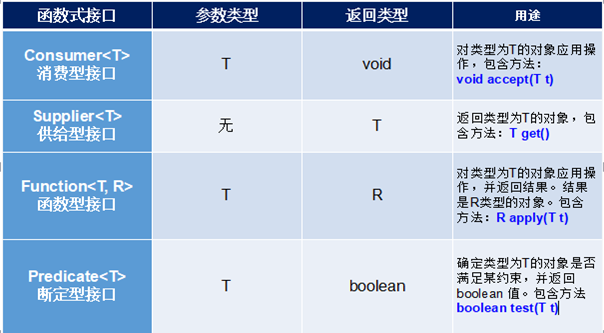 函数式接口
参数类型
返回类型
用途
Consumer<T>
消费型接口
T
void
对类型为T的对象应用操
作，包含方法：
void accept(T t)
Supplier<T>
供给型接口
无
T
返回类型为T的对象，包
含方法：T get()
Function<T, R>
函数型接口
T
R
对类型为T的对象应用操
作，并返回结果。结果
是R类型的对象。包含
方法：R apply(T t)
Predicate<T>
断定型接口
T
boolean
确定类型为T的对象是否
满足某约束，并返回
boolean 值。包含方法
boolean test(T t)